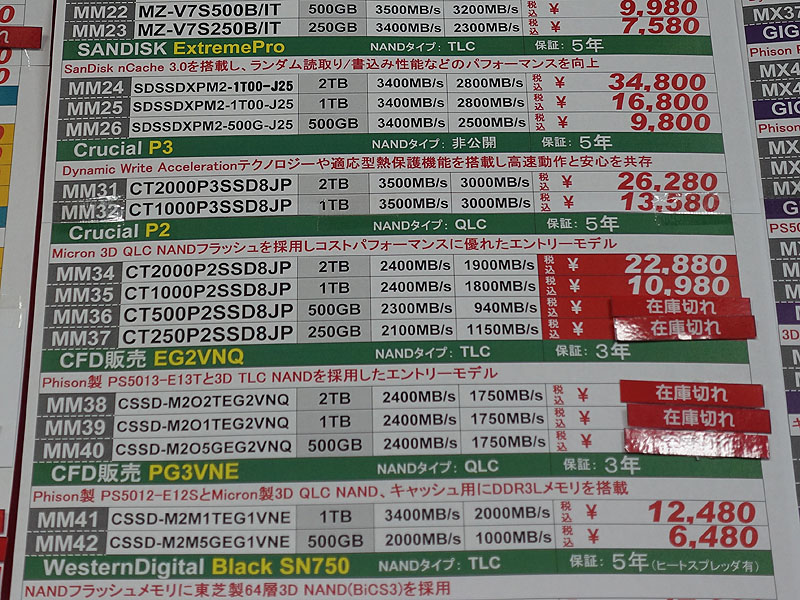 MM22 MZ-V7S500B/IT 500GB 3500MB/s 3200MB/s 税込 ¥ 9,980
MM23 MZ-V7S250B/IT 250GB 3400MB/s 2300MB/s 税込 ¥ 7,580
SANDISK ExtremePro NANDタイプ: TLC 保証: 5年
SanDisk nCache 3.0を搭載し、ランダム読取り/書込み性能などのパフォーマンスを向上
MM24 SDSSDXPM2-1T00-J25 2TB 3400MB/s 2800MB/s 税込 ¥ 34,800
MM25 SDSSDXPM2-1T00-J25 1TB 3400MB/s 2800MB/s 税込 ¥ 16,800
MM26 SDSSDXPM2-500G-J25 500GB 3400MB/s 2500MB/s 税込 ¥ 9,800
Crucial P3 NANDタイプ: 非公開 保証: 5年
Dynamic Write Accelerationテクノロジーや適応型熱保護機能を搭載し高速動作と安心を共存
MM31 CT2000P3SSD8JP 2TB 3500MB/s 3000MB/s 税込 ¥ 26,280
MM32 CT1000P3SSD8JP 1TB 3500MB/s 3000MB/s 税込 ¥ 13,580
Crucial P2 NANDタイプ: QLC 保証: 5年
Micron 3D QLC NANDフラッシュを採用しコストパフォーマンスに優れたエントリーモデル
MM34 CT2000P2SSD8JP 2TB 2400MB/s 1900MB/s 税込 ¥ 22,880
MM35 CT1000P2SSD8JP 1TB 2400MB/s 1800MB/s 税込 ¥ 10,980
MM36 CT500P2SSD8JP 500GB 2300MB/s 940MB/s 税込 ¥ 在庫切れ
MM37 CT250P2SSD8JP 250GB 2100MB/s 1150MB/s 税込 ¥ 在庫切れ
CFD販売 EG2VNQ NANDタイプ: TLC 保証: 3年
Phison製 PS5013-E13Tと3D TLC NANDを採用したエントリーモデル
MM38 CSSD-M2O2TEG2VNQ 2TB 2400MB/s 1750MB/s 税込 ¥ 在庫切れ
MM39 CSSD-M2O1TEG2VNQ 1TB 2400MB/s 1750MB/s 税込 ¥ 在庫切れ
MM40 CSSD-M2O5GEG2VNQ 500GB 2400MB/s 1750MB/s 税込 ¥
CFD販売 PG3VNE NANDタイプ: QLC 保証: 3年
Phison製 PS5012-E12SとMicron製3D QLC NAND、キャッシュ用にDDR3Lメモリを搭載
MM41 CSSD-M2M1TEG1VNE 1TB 3400MB/s 2000MB/s 税込 ¥ 12,480
MM42 CSSD-M2M5GEG1VNE 500GB 2000MB/s 1000MB/s 税込 ¥ 6,480
WesternDigital Black SN750 NANDタイプ: TLC 保証: 5年(ヒートスプレッダ有)
NANDフラッシュメモリに東芝製64層3D NAND(BiCS3)を採用